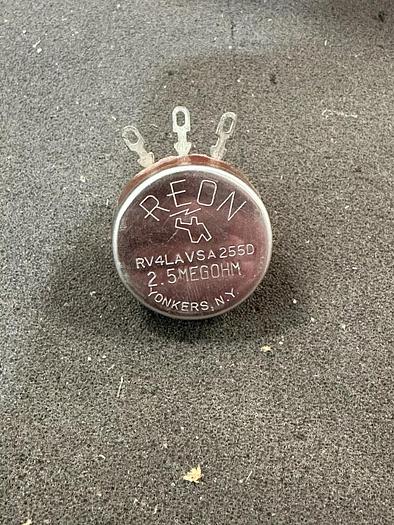 REON
RV4LAVSA255D
2.5MEGOHM
YONKERS, N.Y.